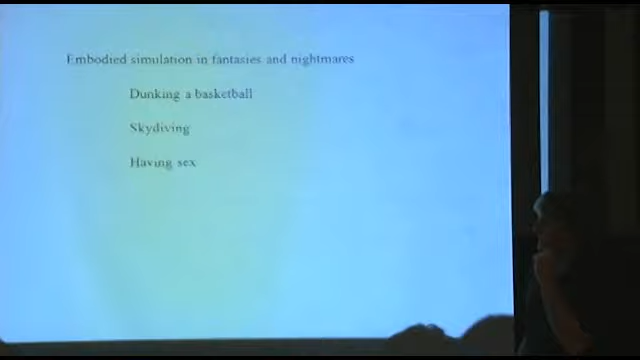 Embodied simulation in fantasies and nightmares
Dunking a basketball
Skydiving
Having sex